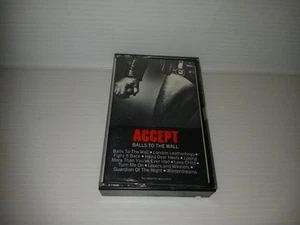 ACCEPT
BALLS TO THE WALL
Balls To The Wall • London Leatherboys •
Fight It Back • Head Over Heels • Losing
More Than You've Ever Had • Love Child •
Turn Me On • Losers and Winners •
Guardian Of The Night • Winterdreams